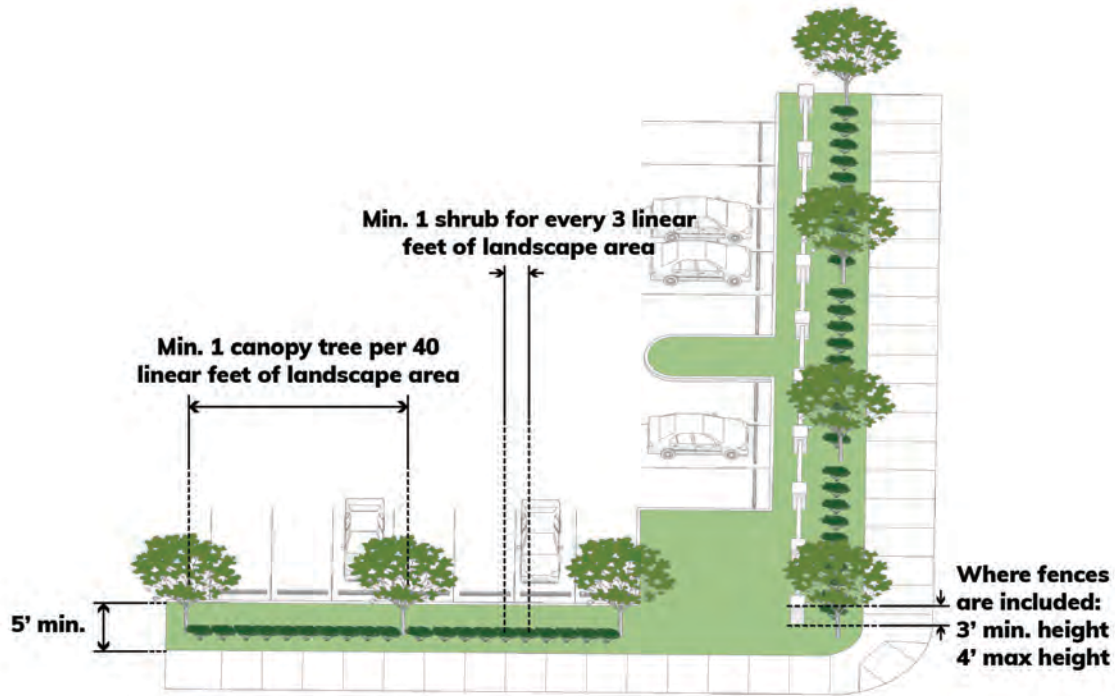 Min. 1 shrub for every 3 linear
feet of landscape area
Min. 1 canopy tree per 40
linear feet of landscape area
5' min.
Where fences
are included:
3' min. height
4' max height